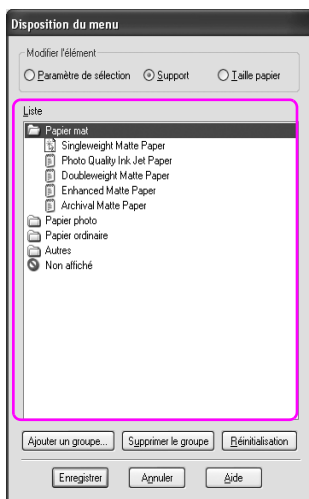 Disposition du menu
Modifier l'élément
Paramètre de sélection Support Taille papier
Liste
Papier mat
Singleweight Matte Paper
Photo Quality Ink Jet Paper
Doubleweight Matte Paper
Enhanced Matte Paper
Archival Matte Paper
Papier photo
Papier ordinaire
Autres
Non affiché
Ajouter un groupe... Supprimer le groupe Réinitialisation
Enregistrer Annuler Aide